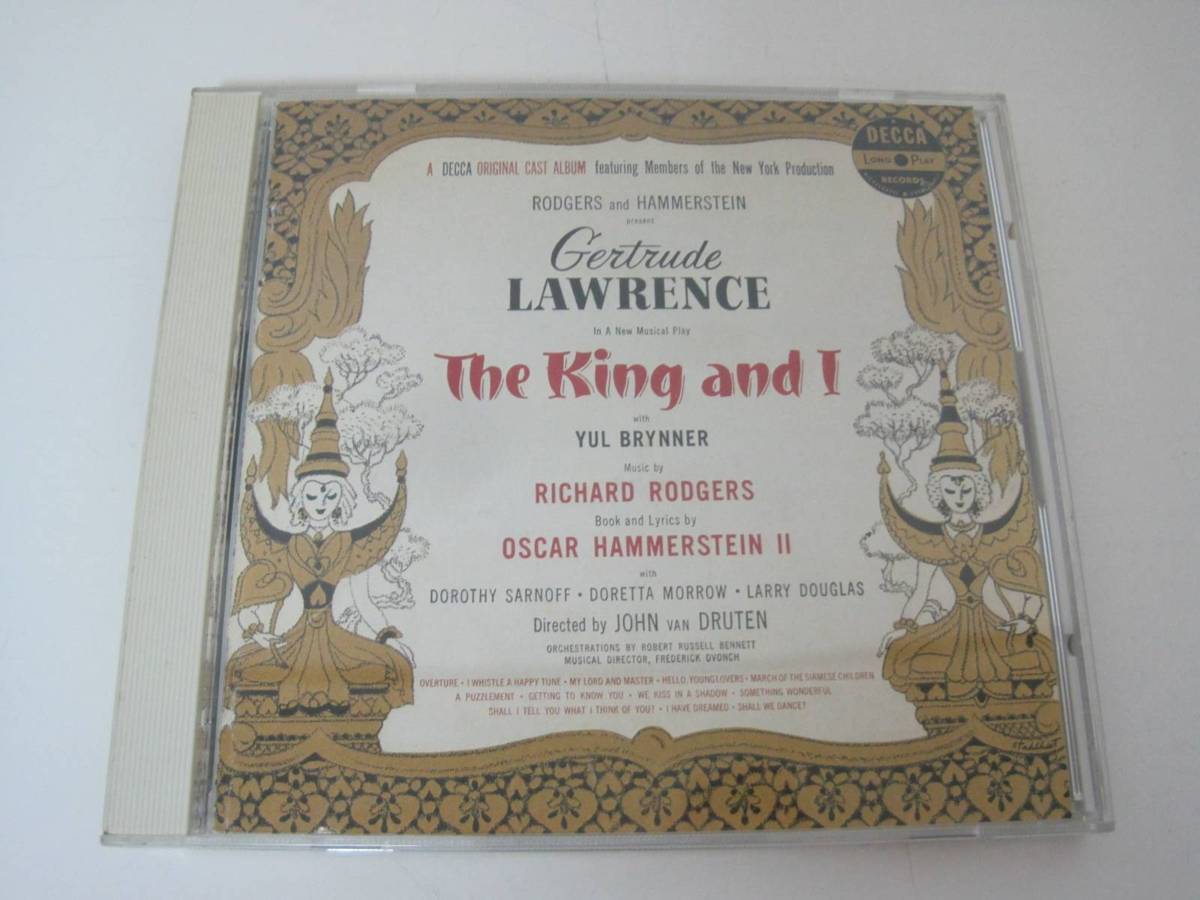 DECCA
LONG PLAY
RECORDS
A DECCA ORIGINAL CAST ALBUM featuring Members of the New York Production
RODGERS and HAMMERSTEIN
present
Gertrude
LAWRENCE
In A New Musical Play
The King and I
with
YUL BRYNNER
Music by
RICHARD RODGERS
Book and Lyrics by
OSCAR HAMMERSTEIN II
with
DOROTHY SARNOFF • DORETTA MORROW • LARRY DOUGLAS
Directed by JOHN VAN DRUTEN
ORCHESTRATIONS BY ROBERT RUSSELL BENNETT
MUSICAL DIRECTOR, FREDERICK DVONCH
OVERTURE • I WHISTLE A HAPPY TUNE • MY LORD AND MASTER • HELLO, YOUNG LOVERS • MARCH OF THE SIAMESE CHILDREN
A PUZZLEMENT • GETTING TO KNOW YOU • WE KISS IN A SHADOW • SOMETHING WONDERFUL
SHALL I TELL YOU WHAT I THINK OF YOU? • I HAVE DREAMED • SHALL WE DANCE?